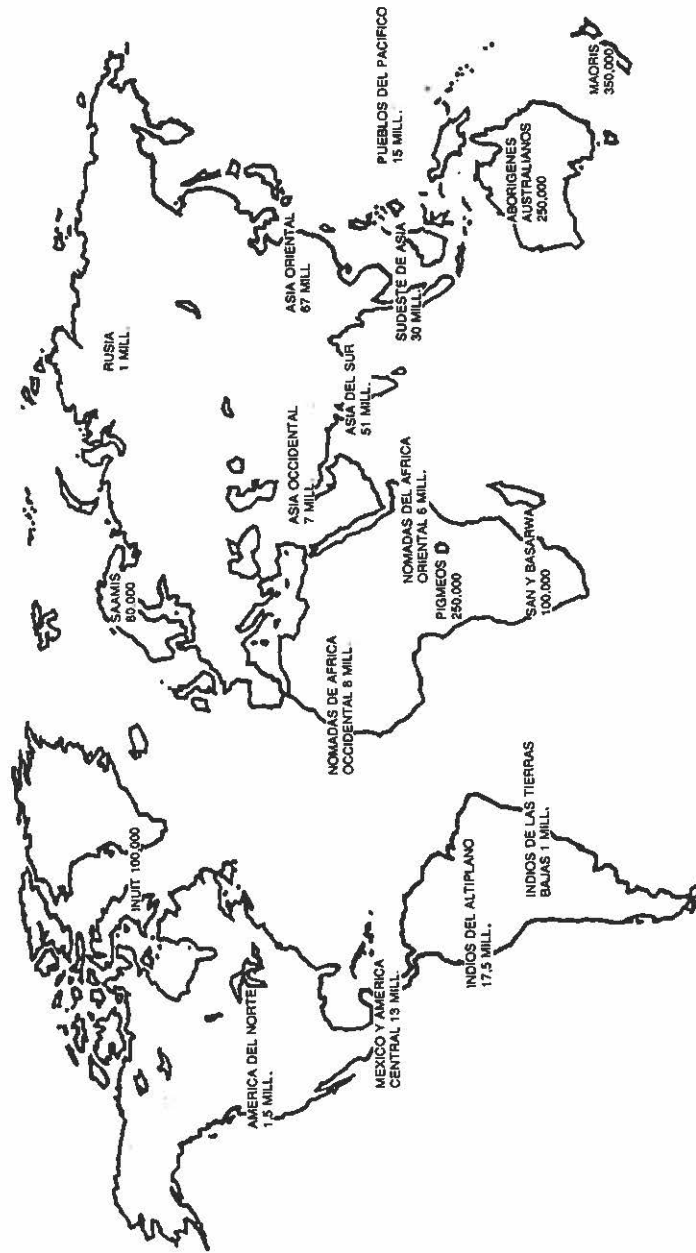 INUIT 100,000
AMERICA DEL NORTE
1,5 MILL.
MEXICO Y AMERICA
CENTRAL 13 MILL.
INDIOS DEL ALTIPLANO
17,5 MILL.
INDIOS DE LAS TIERRAS
BAJAS 1 MILL.
SAAMIS
60,000
NOMADAS DE AFRICA
OCCIDENTAL 8 MILL.
NOMADAS DEL AFRICA
ORIENTAL 6 MILL.
PIGMEOS
250,000
SAN Y BASARWA
100,000
RUSIA
1 MILL.
ASIA OCCIDENTAL
7 MILL.
ASIA ORIENTAL
67 MILL.
ASIA DEL SUR
51 MILL.
SUDESTE DE ASIA
30 MILL.
PUEBLOS DEL PACIFICO
15 MILL.
ABORIGENES
AUSTRALIANOS
250,000
MAORIS
350,000